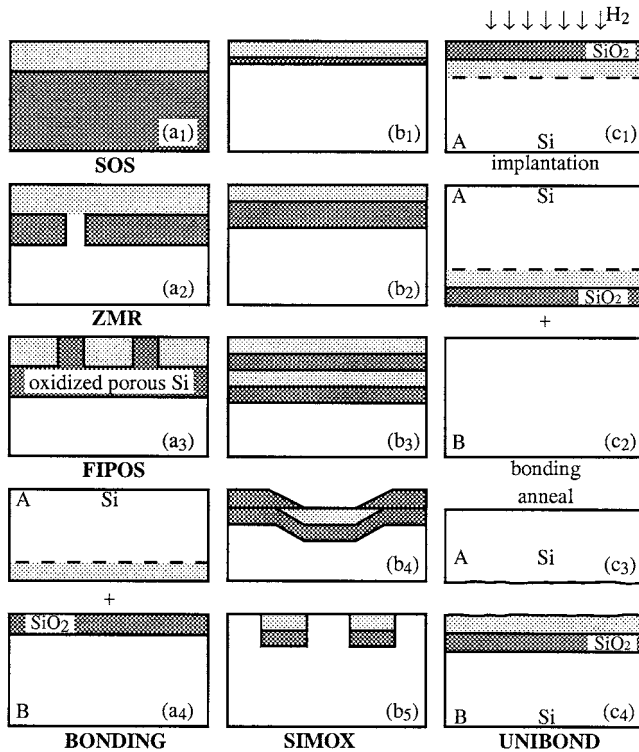 H2
SiO2
(a1)
(b1)
A Si (c1)
SOS
implantation
A Si
(a2)
(b2)
SiO2
ZMR
+
oxidized porous Si
(a3)
(b3)
B (c2)
FIPOS
bonding
anneal
A Si
(b4)
A Si (c3)
+
SiO2
SiO2
B (a4)
(b5)
B Si (c4)
BONDING
SIMOX
UNIBOND